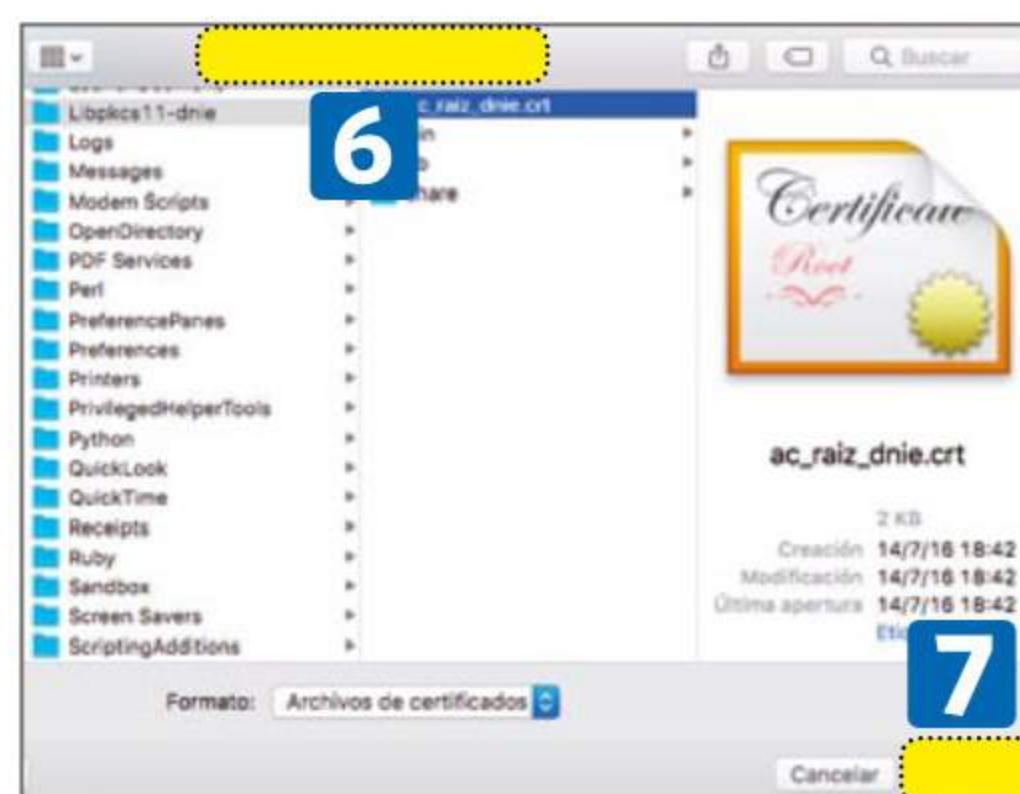 Buscar
Libpkcs11-dnie
Logs
Messages
Modem Scripts
OpenDirectory
PDF Services
Perl
PreferencePanes
Preferences
Printers
PrivilegedHelperTools
Python
QuickLook
QuickTime
Receipts
Ruby
Sandbox
Screen Savers
ScriptingAdditions
6
c_raiz_dnie.crt
in
b
hare
Certificate
Root
ac_raiz_dnie.crt
2 KB
Creación 14/7/16 18:42
Modificación 14/7/16 18:42
Última apertura 14/7/16 18:42
7
Formato: Archivos de certificados
Cancelar